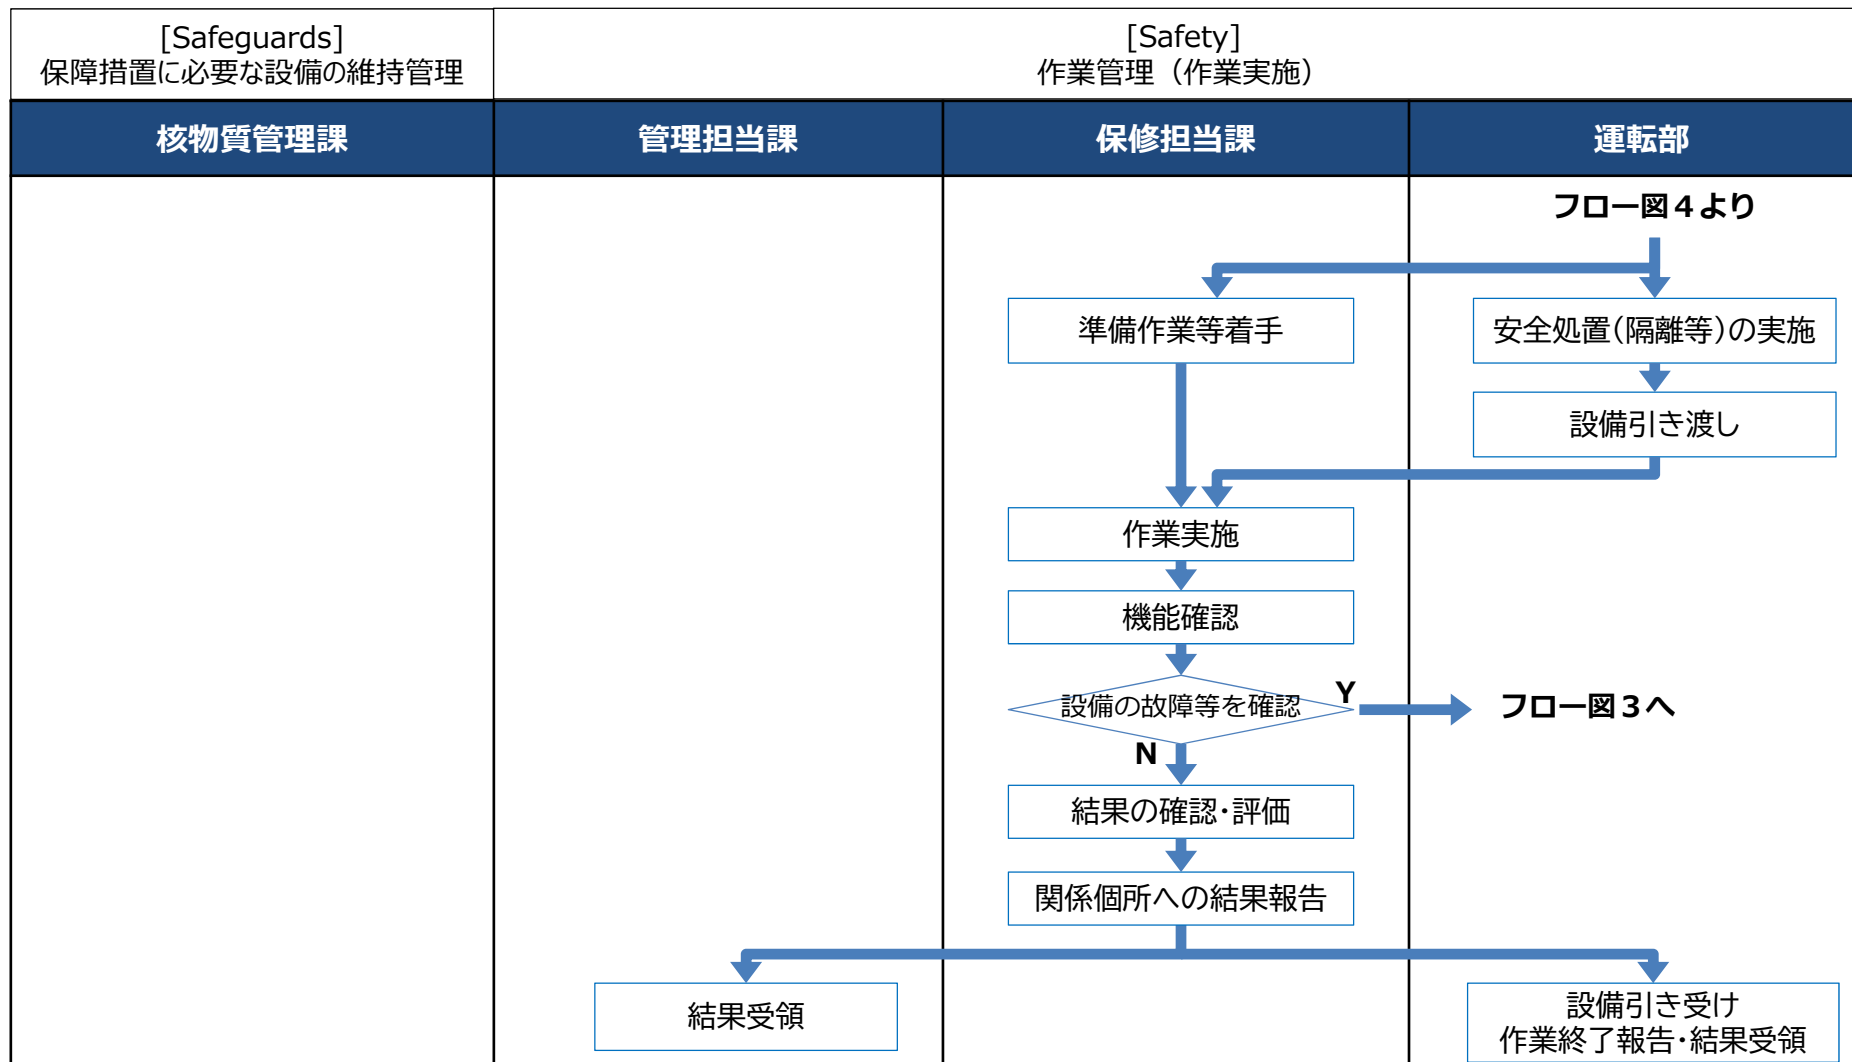 [Safeguards]
保障措置に必要な設備の維持管理
[Safety]
作業管理（作業実施）
核物質管理課
管理担当課
保修担当課
運転部
フロー図４より
準備作業等着手
安全処置(隔離等)の実施
設備引き渡し
作業実施
機能確認
設備の故障等を確認
Y
フロー図３へ
N
結果の確認･評価
関係個所への結果報告
結果受領
設備引き受け
作業終了報告･結果受領